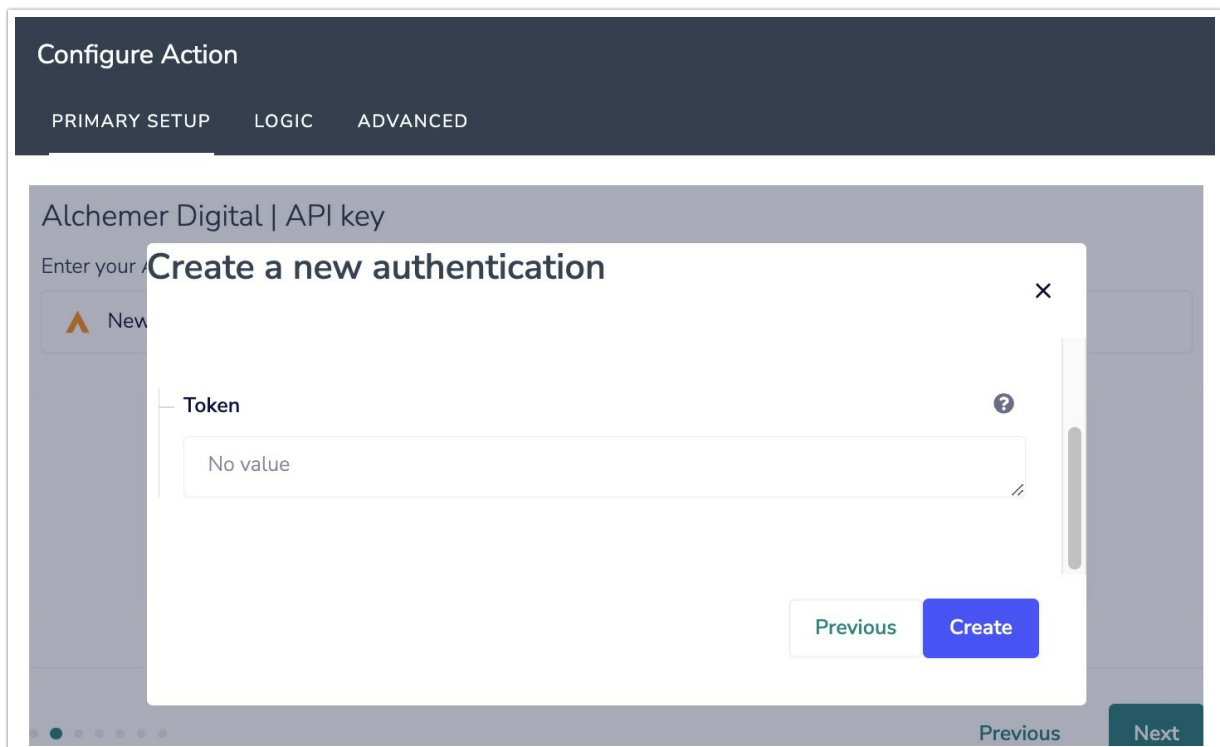 Configure Action
PRIMARY SETUP LOGIC ADVANCED
Alchemer Digital | API key
Enter your
Create a new authentication
New
Token
No value
Previous Create
Previous Next